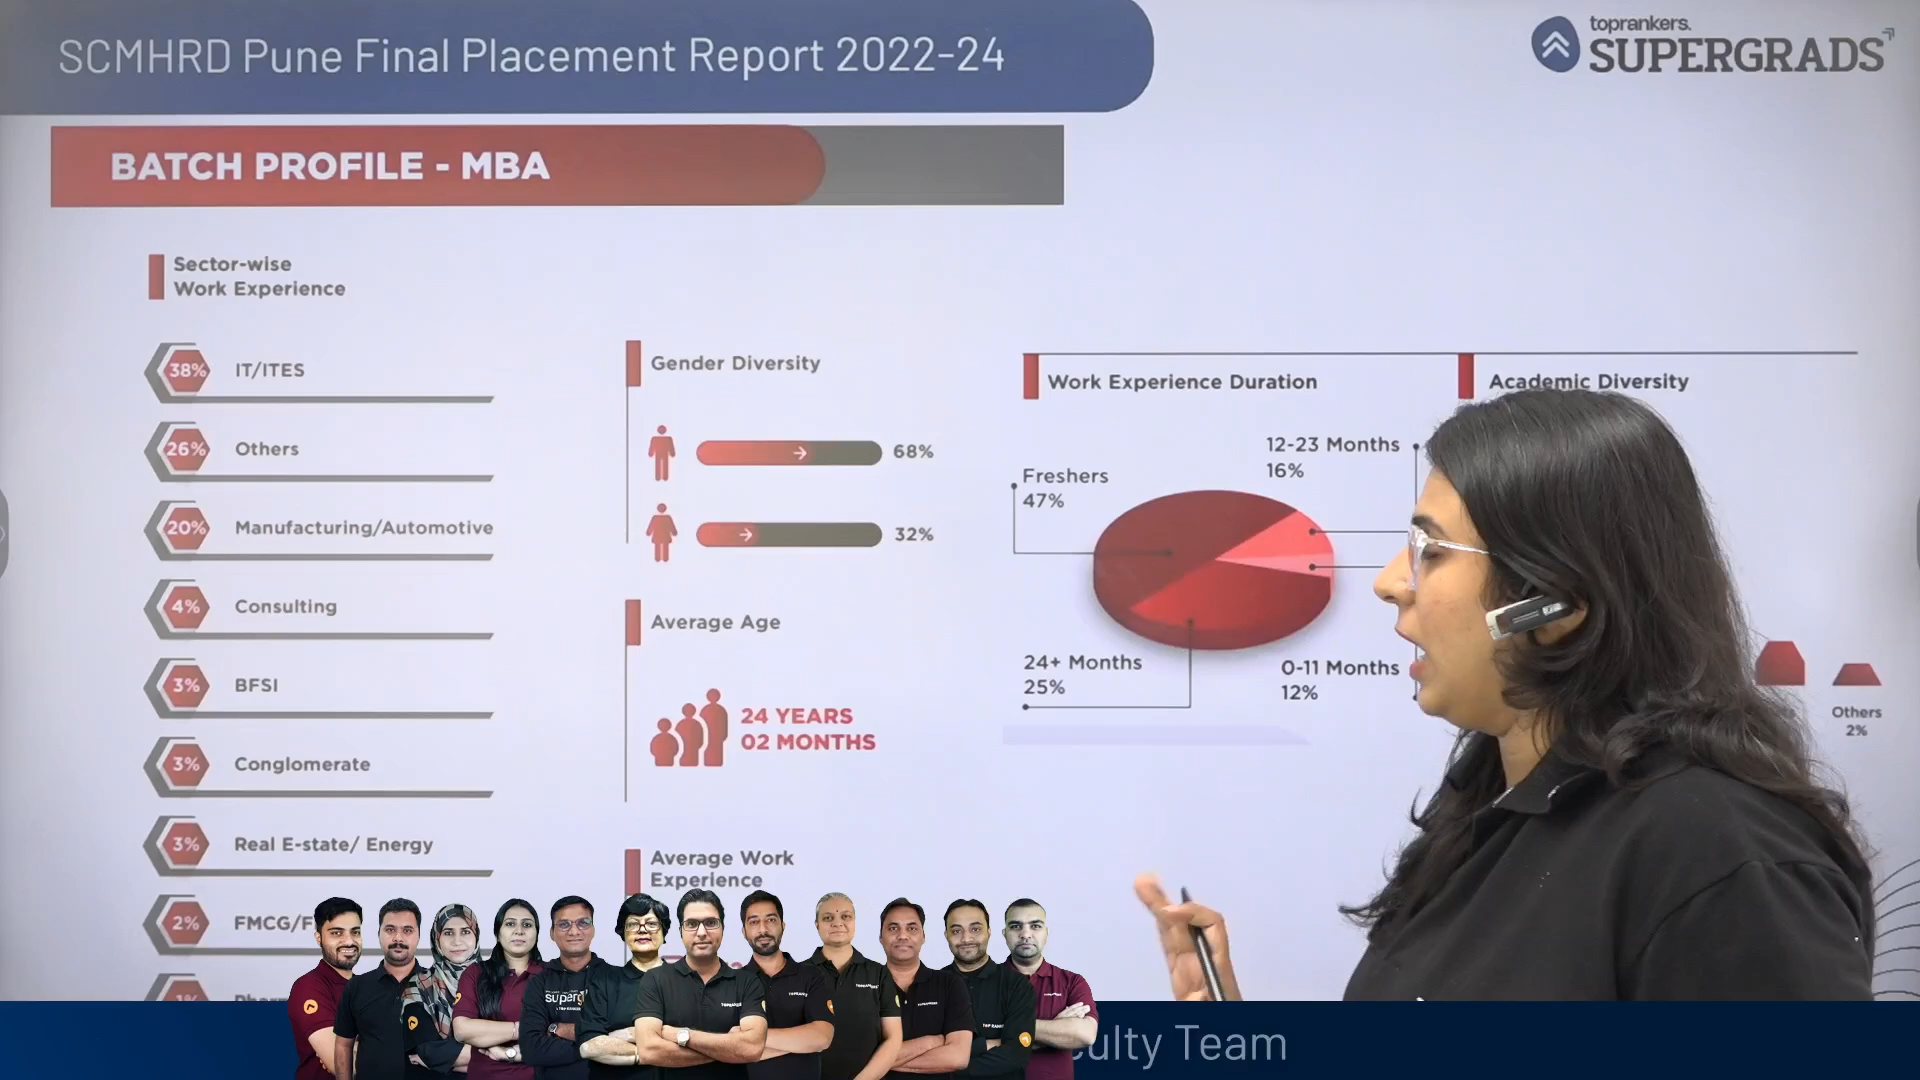 SCMHRD Pune Final Placement Report 2022-24
toprankers.
SUPERGRADS
BATCH PROFILE - MBA
Sector-wise
Work Experience
38% IT/ITES
26% Others
20% Manufacturing/Automotive
4% Consulting
3% BFSI
3% Conglomerate
3% Real E-state/ Energy
2% FMCG/F
1%
Gender Diversity
68%
32%
Average Age
24 YEARS
02 MONTHS
Average Work
Experience
Work Experience Duration
Freshers
47%
12-23 Months
16%
24+ Months
25%
0-11 Months
12%
Academic Diversity
Others
2%
culty Team